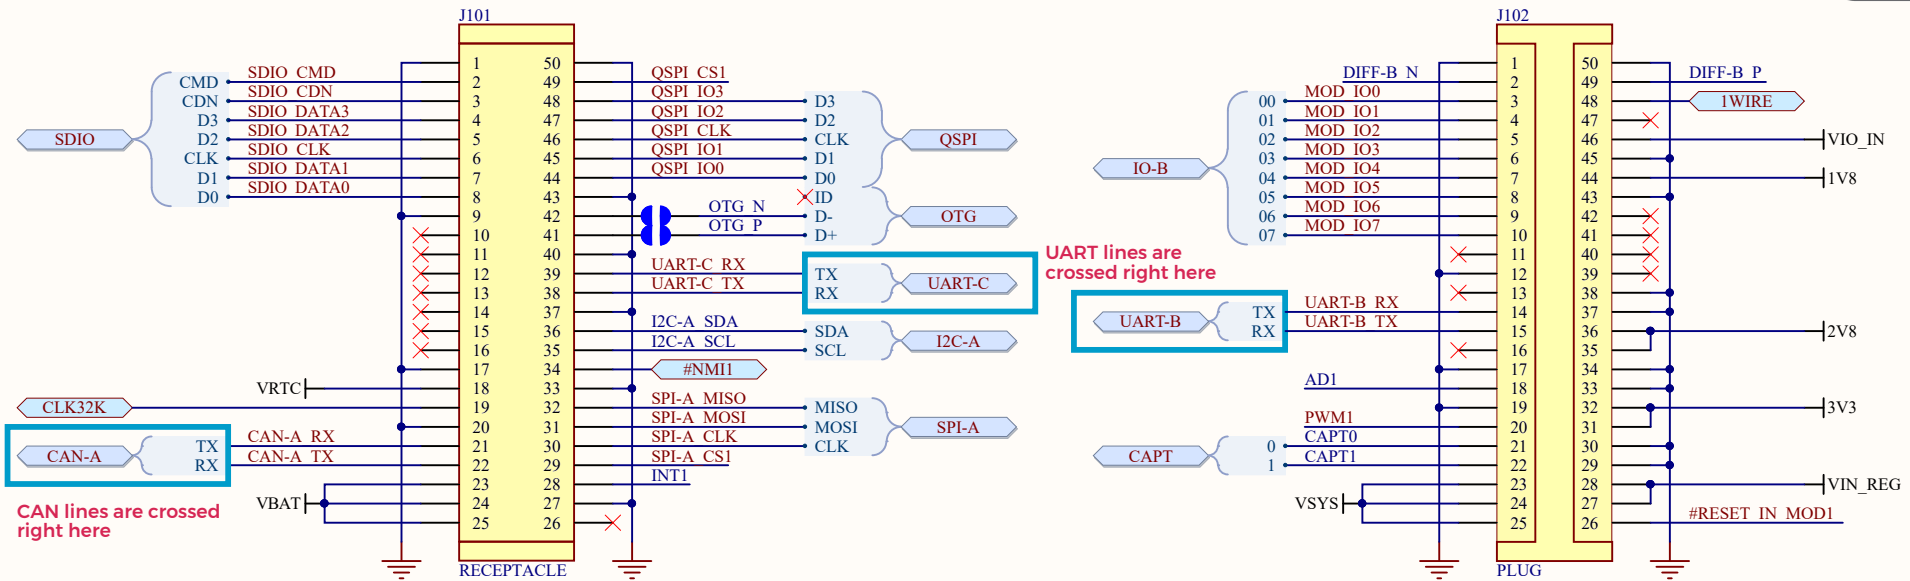 J101
SDIO
CMD SDIO_CMD
CDN SDIO_CDN
D3 SDIO_DATA3
D2 SDIO_DATA2
CLK SDIO_CLK
D1 SDIO_DATA1
D0 SDIO_DATA0
VRTC
CLK32K
CAN-A
TX CAN-A_RX
RX CAN-A_TX
VBAT
CAN lines are crossed
right here
1 50
2 49
3 48
4 47
5 46
6 45
7 44
8 43
9 42
10 41
11 40
12 39
13 38
14 37
15 36
16 35
17 34
18 33
19 32
20 31
21 30
22 29
23 28
24 27
25 26
RECEPTACLE
QSPI_CS1
QSPI_IO3 D3
QSPI_IO2 D2
QSPI_CLK CLK
QSPI_IO1 D1
QSPI_IO0 D0
QSPI
ID
OTG_N D-
OTG_P D+
OTG
UART-C_RX TX
UART-C_TX RX
UART-C
I2C-A_SDA SDA
I2C-A_SCL SCL
I2C-A
#NMI1
SPI-A_MISO MISO
SPI-A_MOSI MOSI
SPI-A_CLK CLK
SPI-A
SPI-A_CS1
INT1
UART lines are
crossed right here
J102
DIFF-B_N
IO-B
00 MOD_IO0
01 MOD_IO1
02 MOD_IO2
03 MOD_IO3
04 MOD_IO4
05 MOD_IO5
06 MOD_IO6
07 MOD_IO7
UART-B
TX UART-B_RX
RX UART-B_TX
AD1
PWM1
CAPT
0 CAPT0
1 CAPT1
VSYS
1 50
2 49
3 48
4 47
5 46
6 45
7 44
8 43
9 42
10 41
11 40
12 39
13 38
14 37
15 36
16 35
17 34
18 33
19 32
20 31
21 30
22 29
23 28
24 27
25 26
PLUG
DIFF-B_P
1WIRE
VIO_IN
1V8
2V8
3V3
VIN_REG
#RESET_IN_MOD1